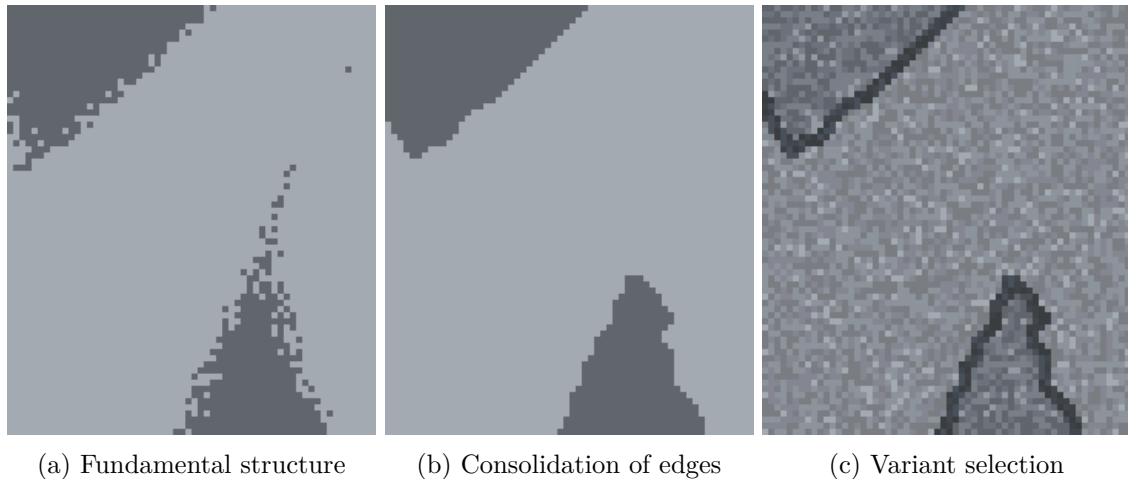 (a) Fundamental structure
(b) Consolidation of edges
(c) Variant selection